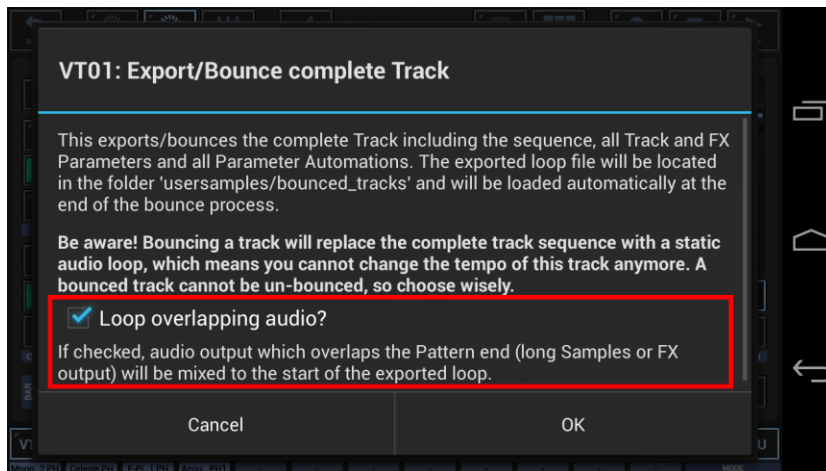 VT01: Export/Bounce complete Track
This exports/bounces the complete Track including the sequence, all Track and FX
Parameters and all Parameter Automations. The exported loop file will be located
in the folder 'usersamples/bounced_tracks' and will be loaded automatically at the
end of the bounce process.
Be aware! Bouncing a track will replace the complete track sequence with a static
audio loop, which means you cannot change the tempo of this track anymore. A
bounced track cannot be un-bounced, so choose wisely.
Loop overlapping audio?
If checked, audio output which overlaps the Pattern end (long Samples or FX
output) will be mixed to the start of the exported loop.
Cancel OK